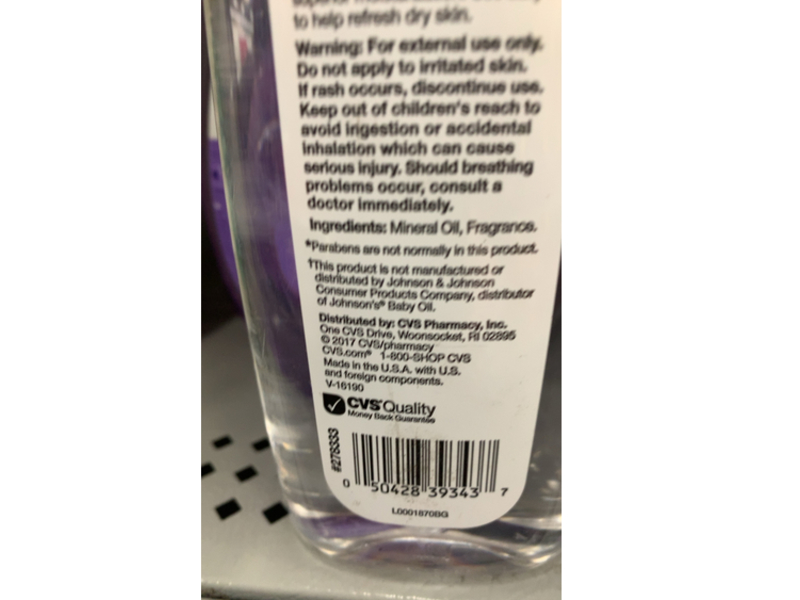 to help refresh dry skin.
Warning: For external use only.
Do not apply to irritated skin.
If rash occurs, discontinue use.
Keep out of children's reach to
avoid ingestion or accidental
inhalation which can cause
serious injury. Should breathing
problems occur, consult a
doctor immediately.
Ingredients: Mineral Oil, Fragrance.
*Parabens are not normally in this product.
†This product is not manufactured or
distributed by Johnson & Johnson
Consumer Products Company, distributor
of Johnson's® Baby Oil.
Distributed by: CVS Pharmacy, Inc.
One CVS Drive, Woonsocket, RI 02895
© 2017 CVS/pharmacy
CVS.com® 1-800-SHOP CVS
Made in the U.S.A. with U.S.
and foreign components.
V-16190
CVS Quality
Money Back Guarantee
#278333
0 50428 39343 7
L0001870BG